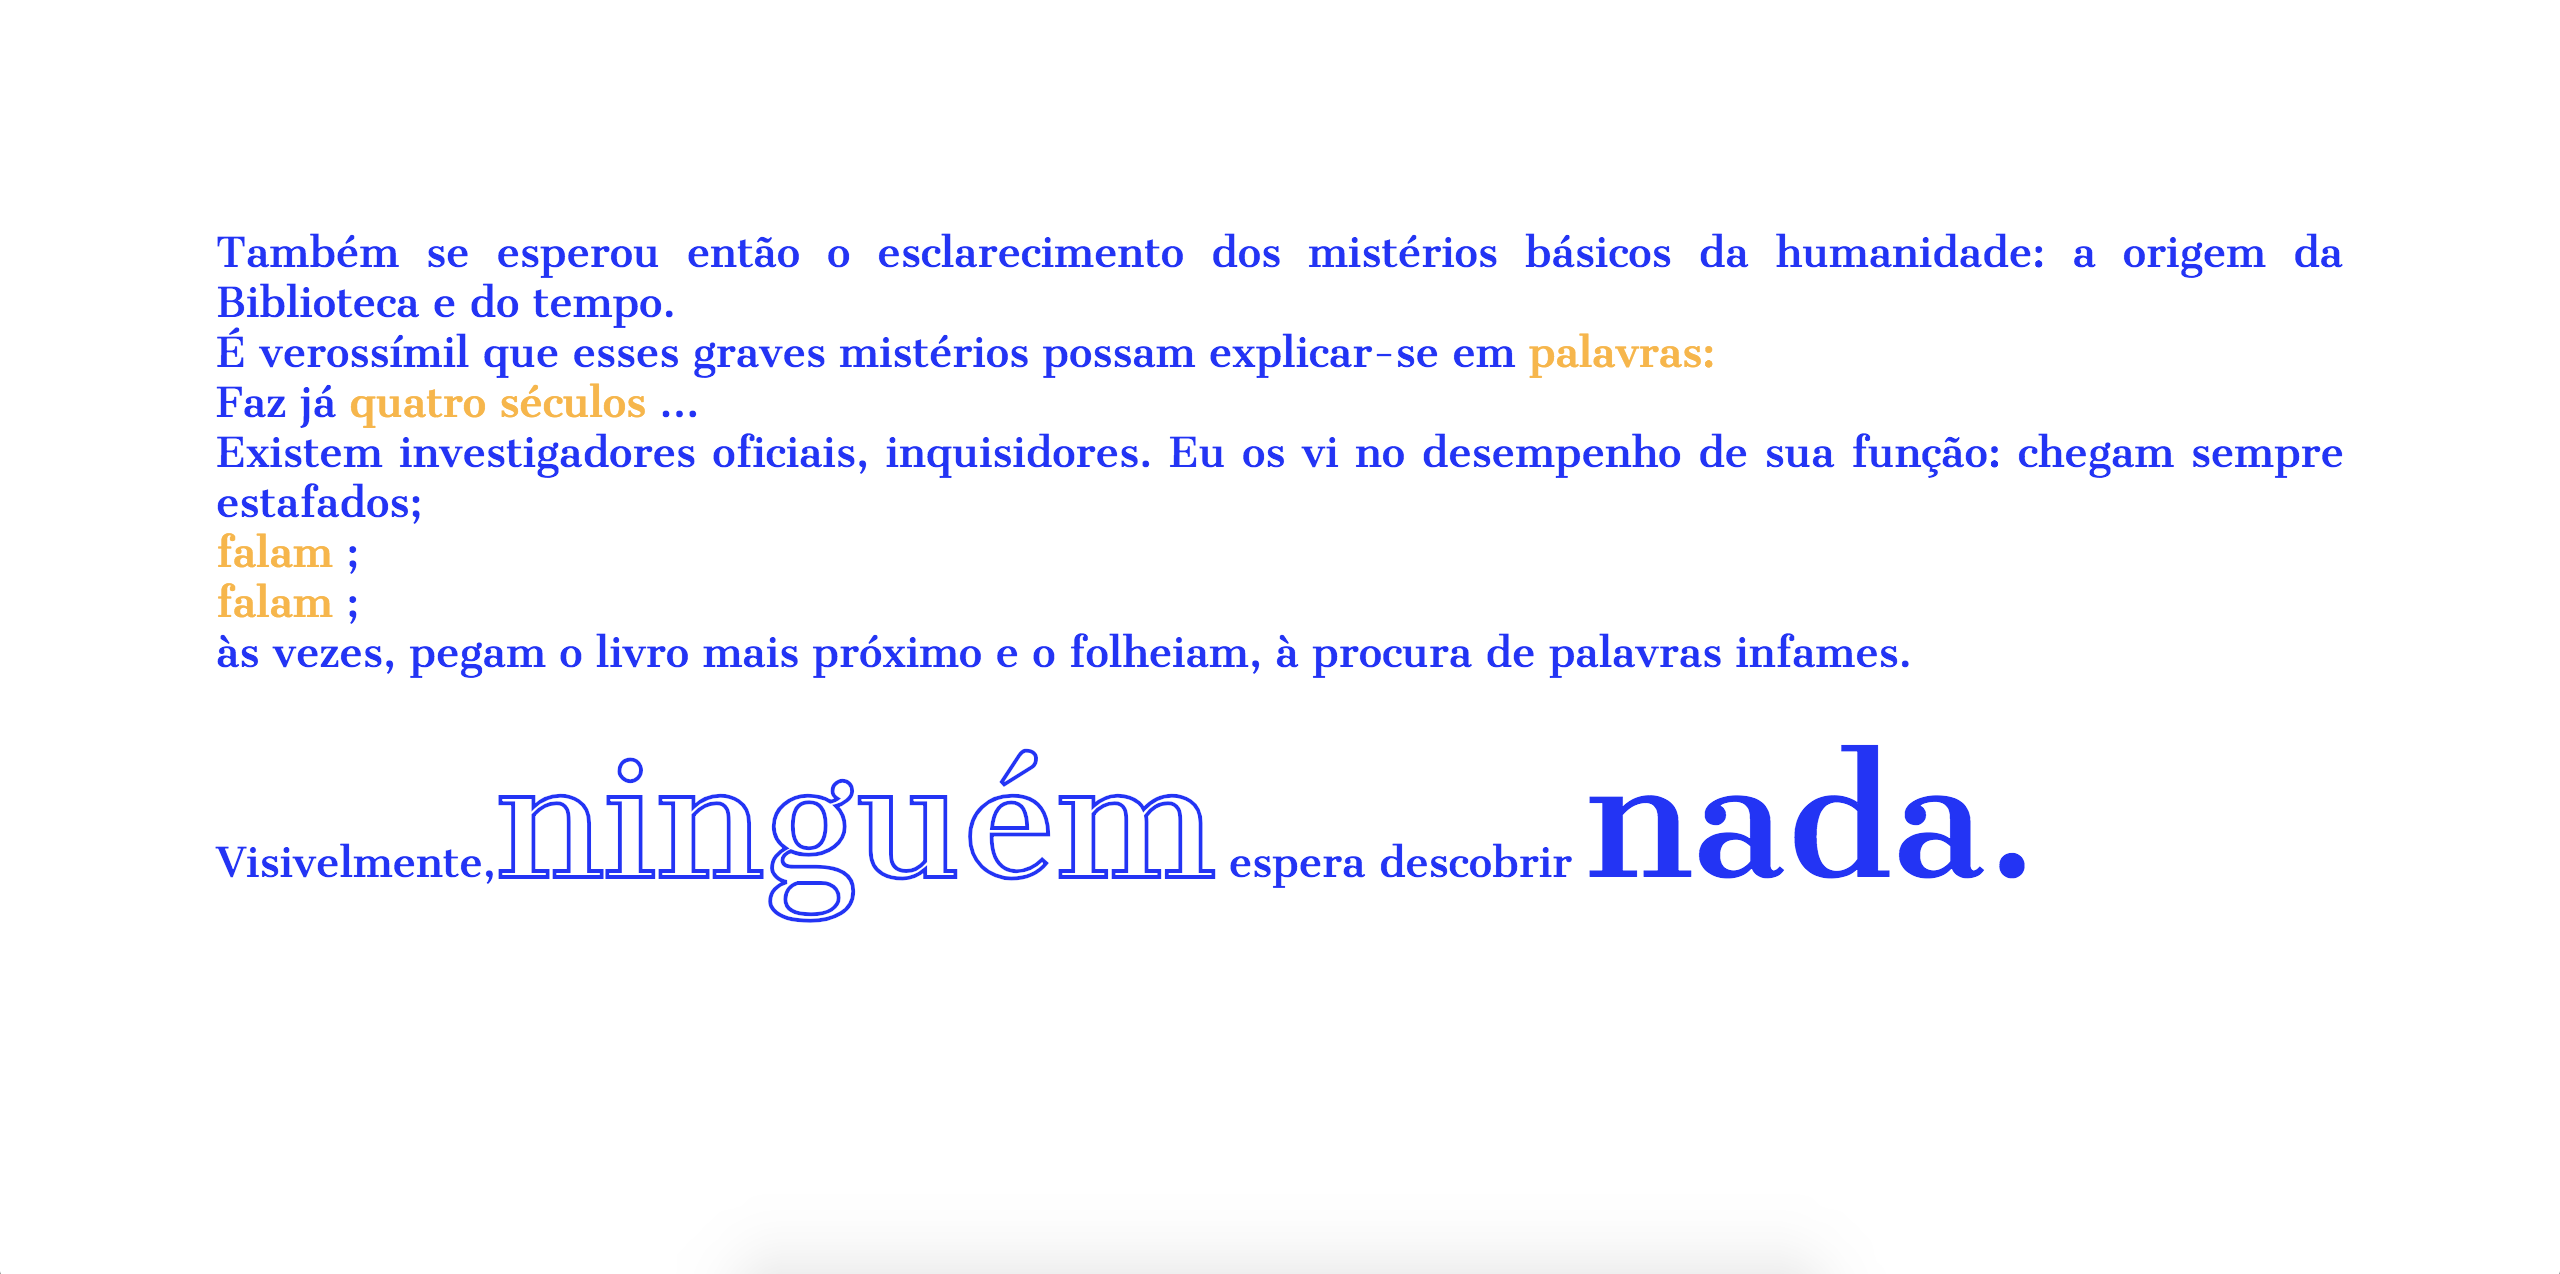 Também se esperou então o esclarecimento dos mistérios básicos da humanidade: a origem da
Biblioteca e do tempo.
É verossímil que esses graves mistérios possam explicar-se em palavras:
Faz já quatro séculos ...
Existem investigadores oficiais, inquisidores. Eu os vi no desempenho de sua função: chegam sempre
estafados;
falam ;
falam ;
às vezes, pegam o livro mais próximo e o folheiam, à procura de palavras infames.
Visivelmente,ninguém espera descobrir nada.